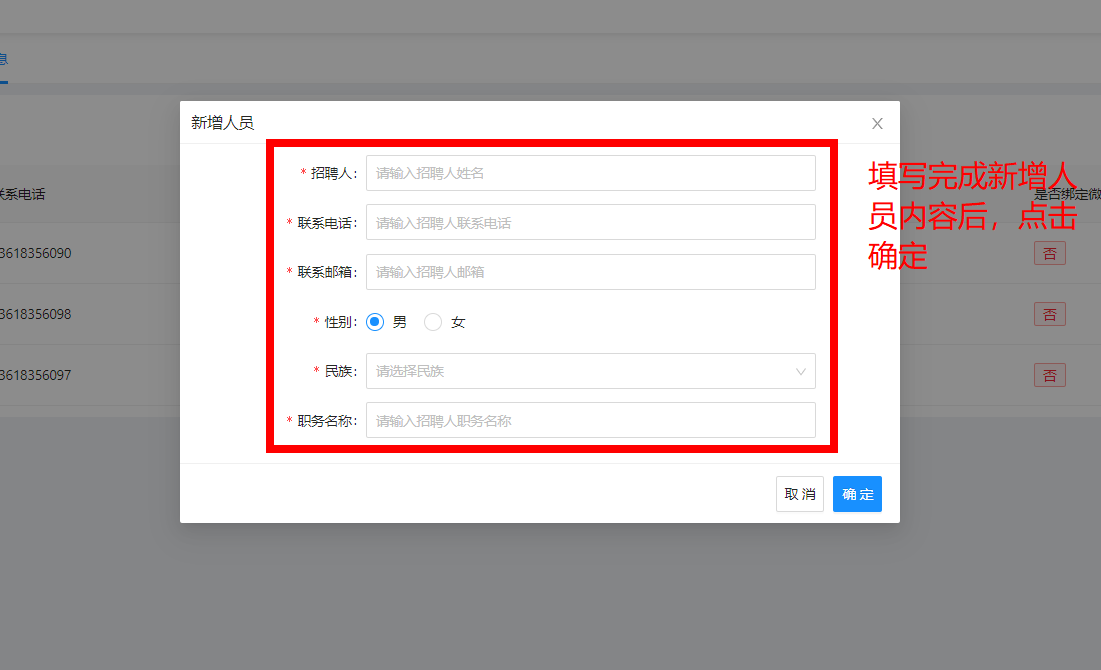 息
新增人员
* 招聘人:
请输入招聘人姓名
* 联系电话:
请输入招聘人联系电话
* 联系邮箱:
请输入招聘人邮箱
* 性别:
男
女
* 民族:
请选择民族
* 职务名称:
请输入招聘人职务名称
取 消
确 定
填写完成新增人
员内容后，点击
确定
联系电话
是否绑定微
3618356090
否
3618356098
否
3618356097
否